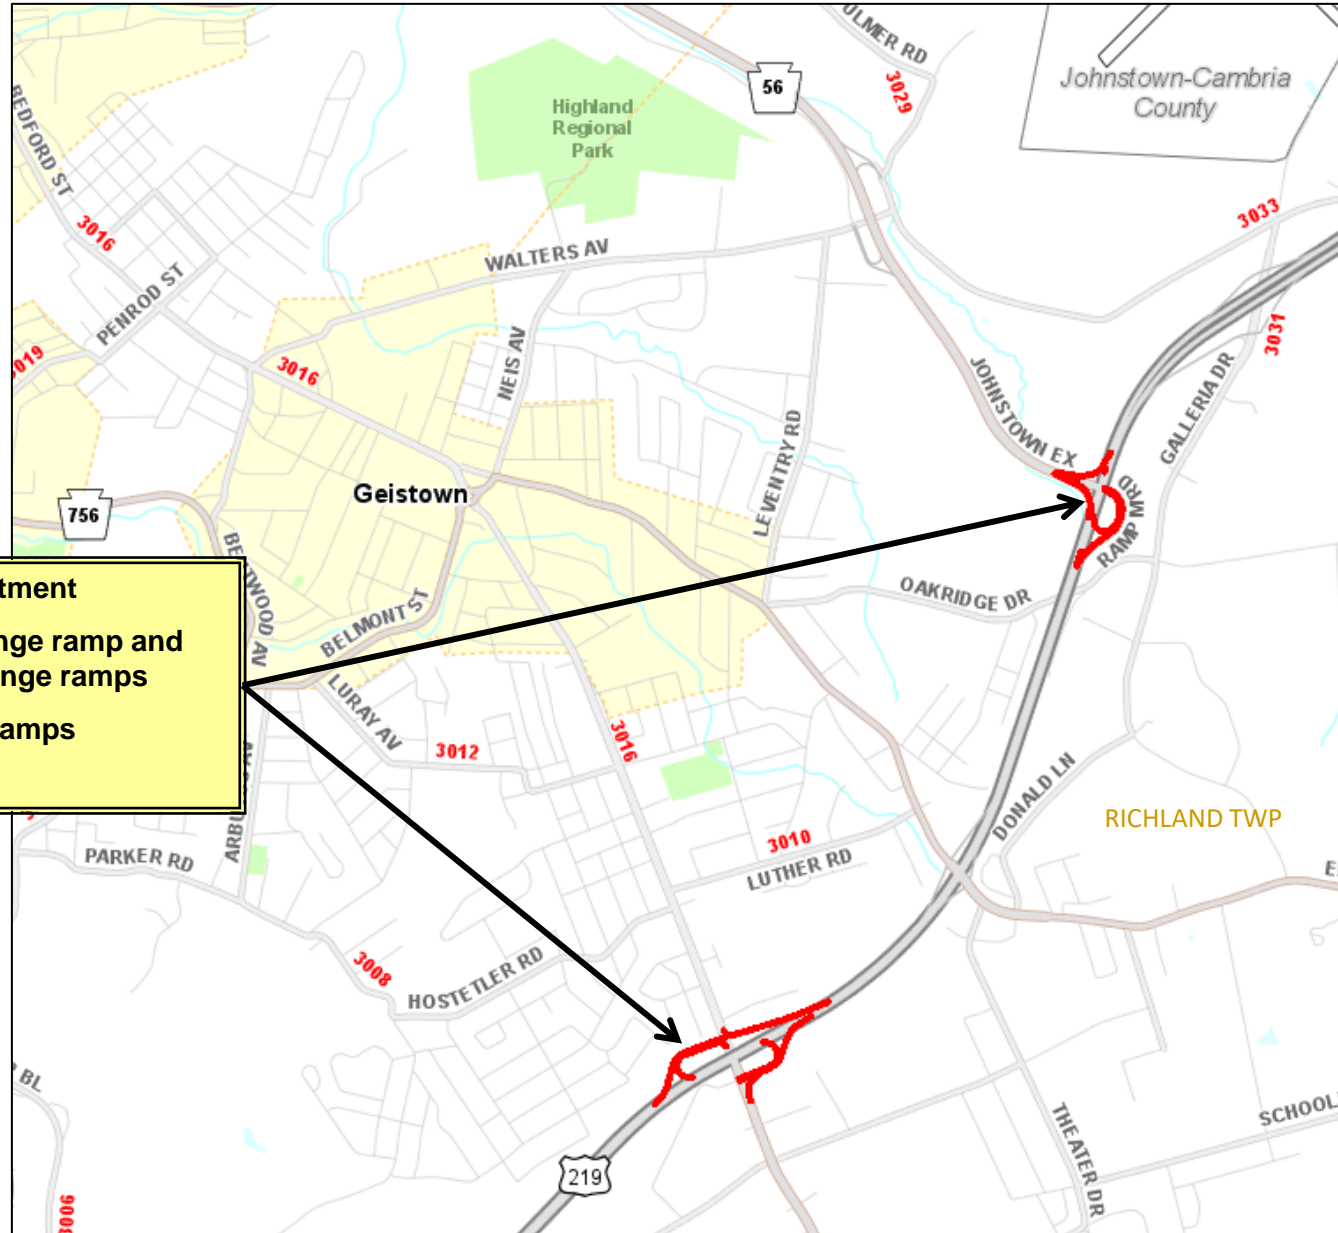 ULMER RD
3029
56
Johnstown-Cambria
County
Highland
Regional
Park
BEDFORD ST
3016
3033
WALTERS AV
PENROD ST
3031
3019
3016
NEIS AV
JOHNSTOWN EX
GALLERIA DR
LEVENTRY RD
Geistown
756
RAMP
MRD
OAKRIDGE DR
BELMONT ST
tment
nge ramp and
nge ramps
amps
LURAY AV
3012
3016
DONALD LN
RICHLAND TWP
3010
LUTHER RD
PARKER RD
3008
HOSTETLER RD
BL
219
THEATER DR
SCHOOL
3006